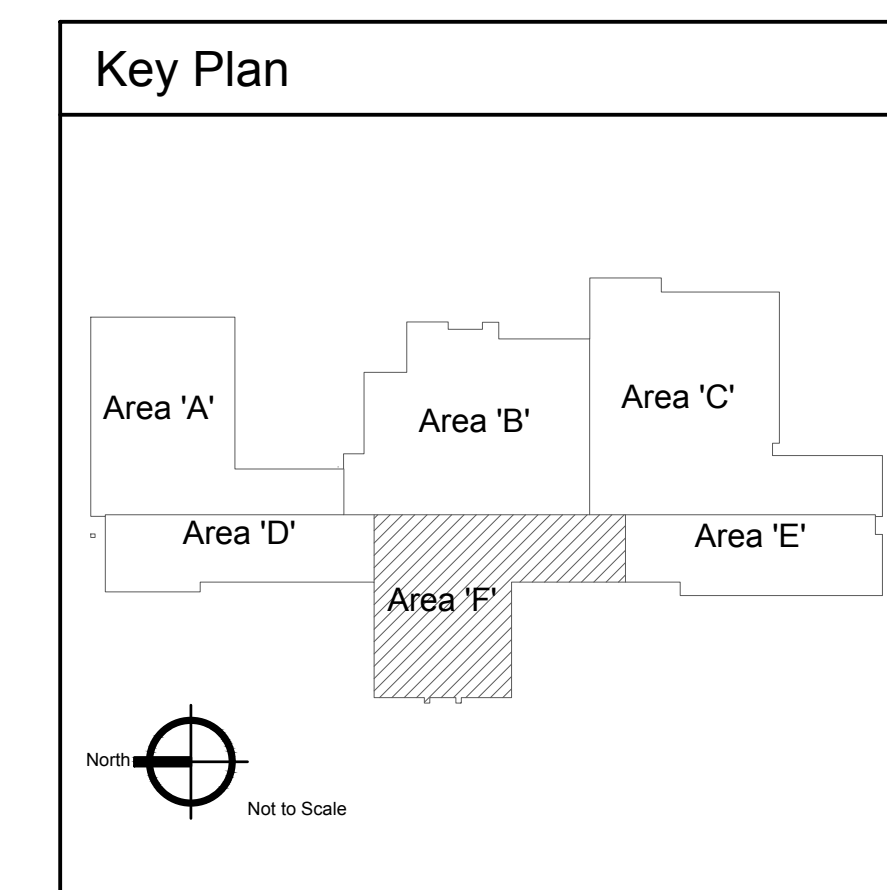 Key Plan
Area 'A'
Area 'B'
Area 'C'
Area 'D'
Area 'E'
Area 'F'
North
Not to Scale